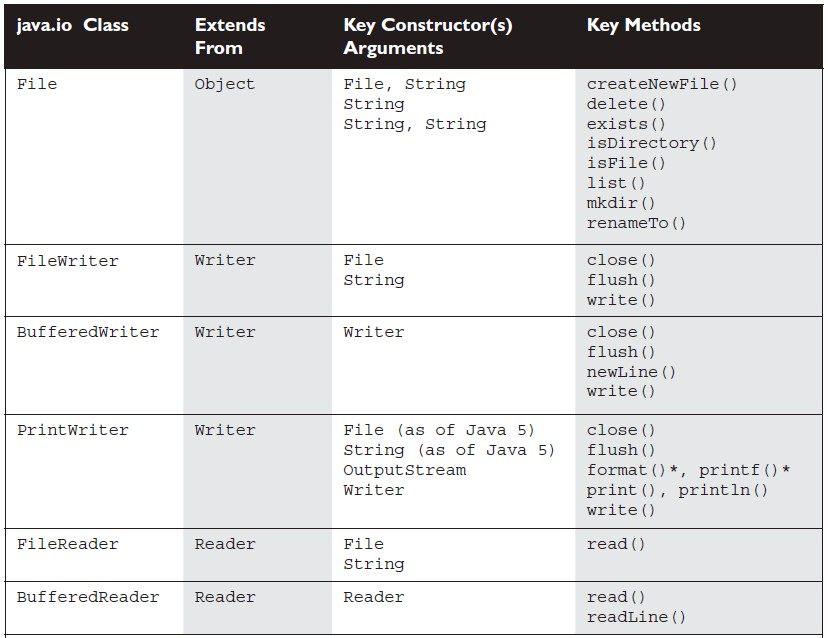 java.io Class Extends From Key Constructor(s) Arguments Key Methods
File Object File, String createNewFile()
String delete()
String, String exists()
isDirectory()
isFile()
list()
mkdir()
renameTo()
FileWriter Writer File close()
String flush()
write()
BufferedWriter Writer Writer close()
flush()
newLine()
write()
PrintWriter Writer File (as of Java 5) close()
String (as of Java 5) flush()
OutputStream format()*, printf()*
Writer print(), println()
write()
FileReader Reader File read()
String
BufferedReader Reader Reader read()
readLine()